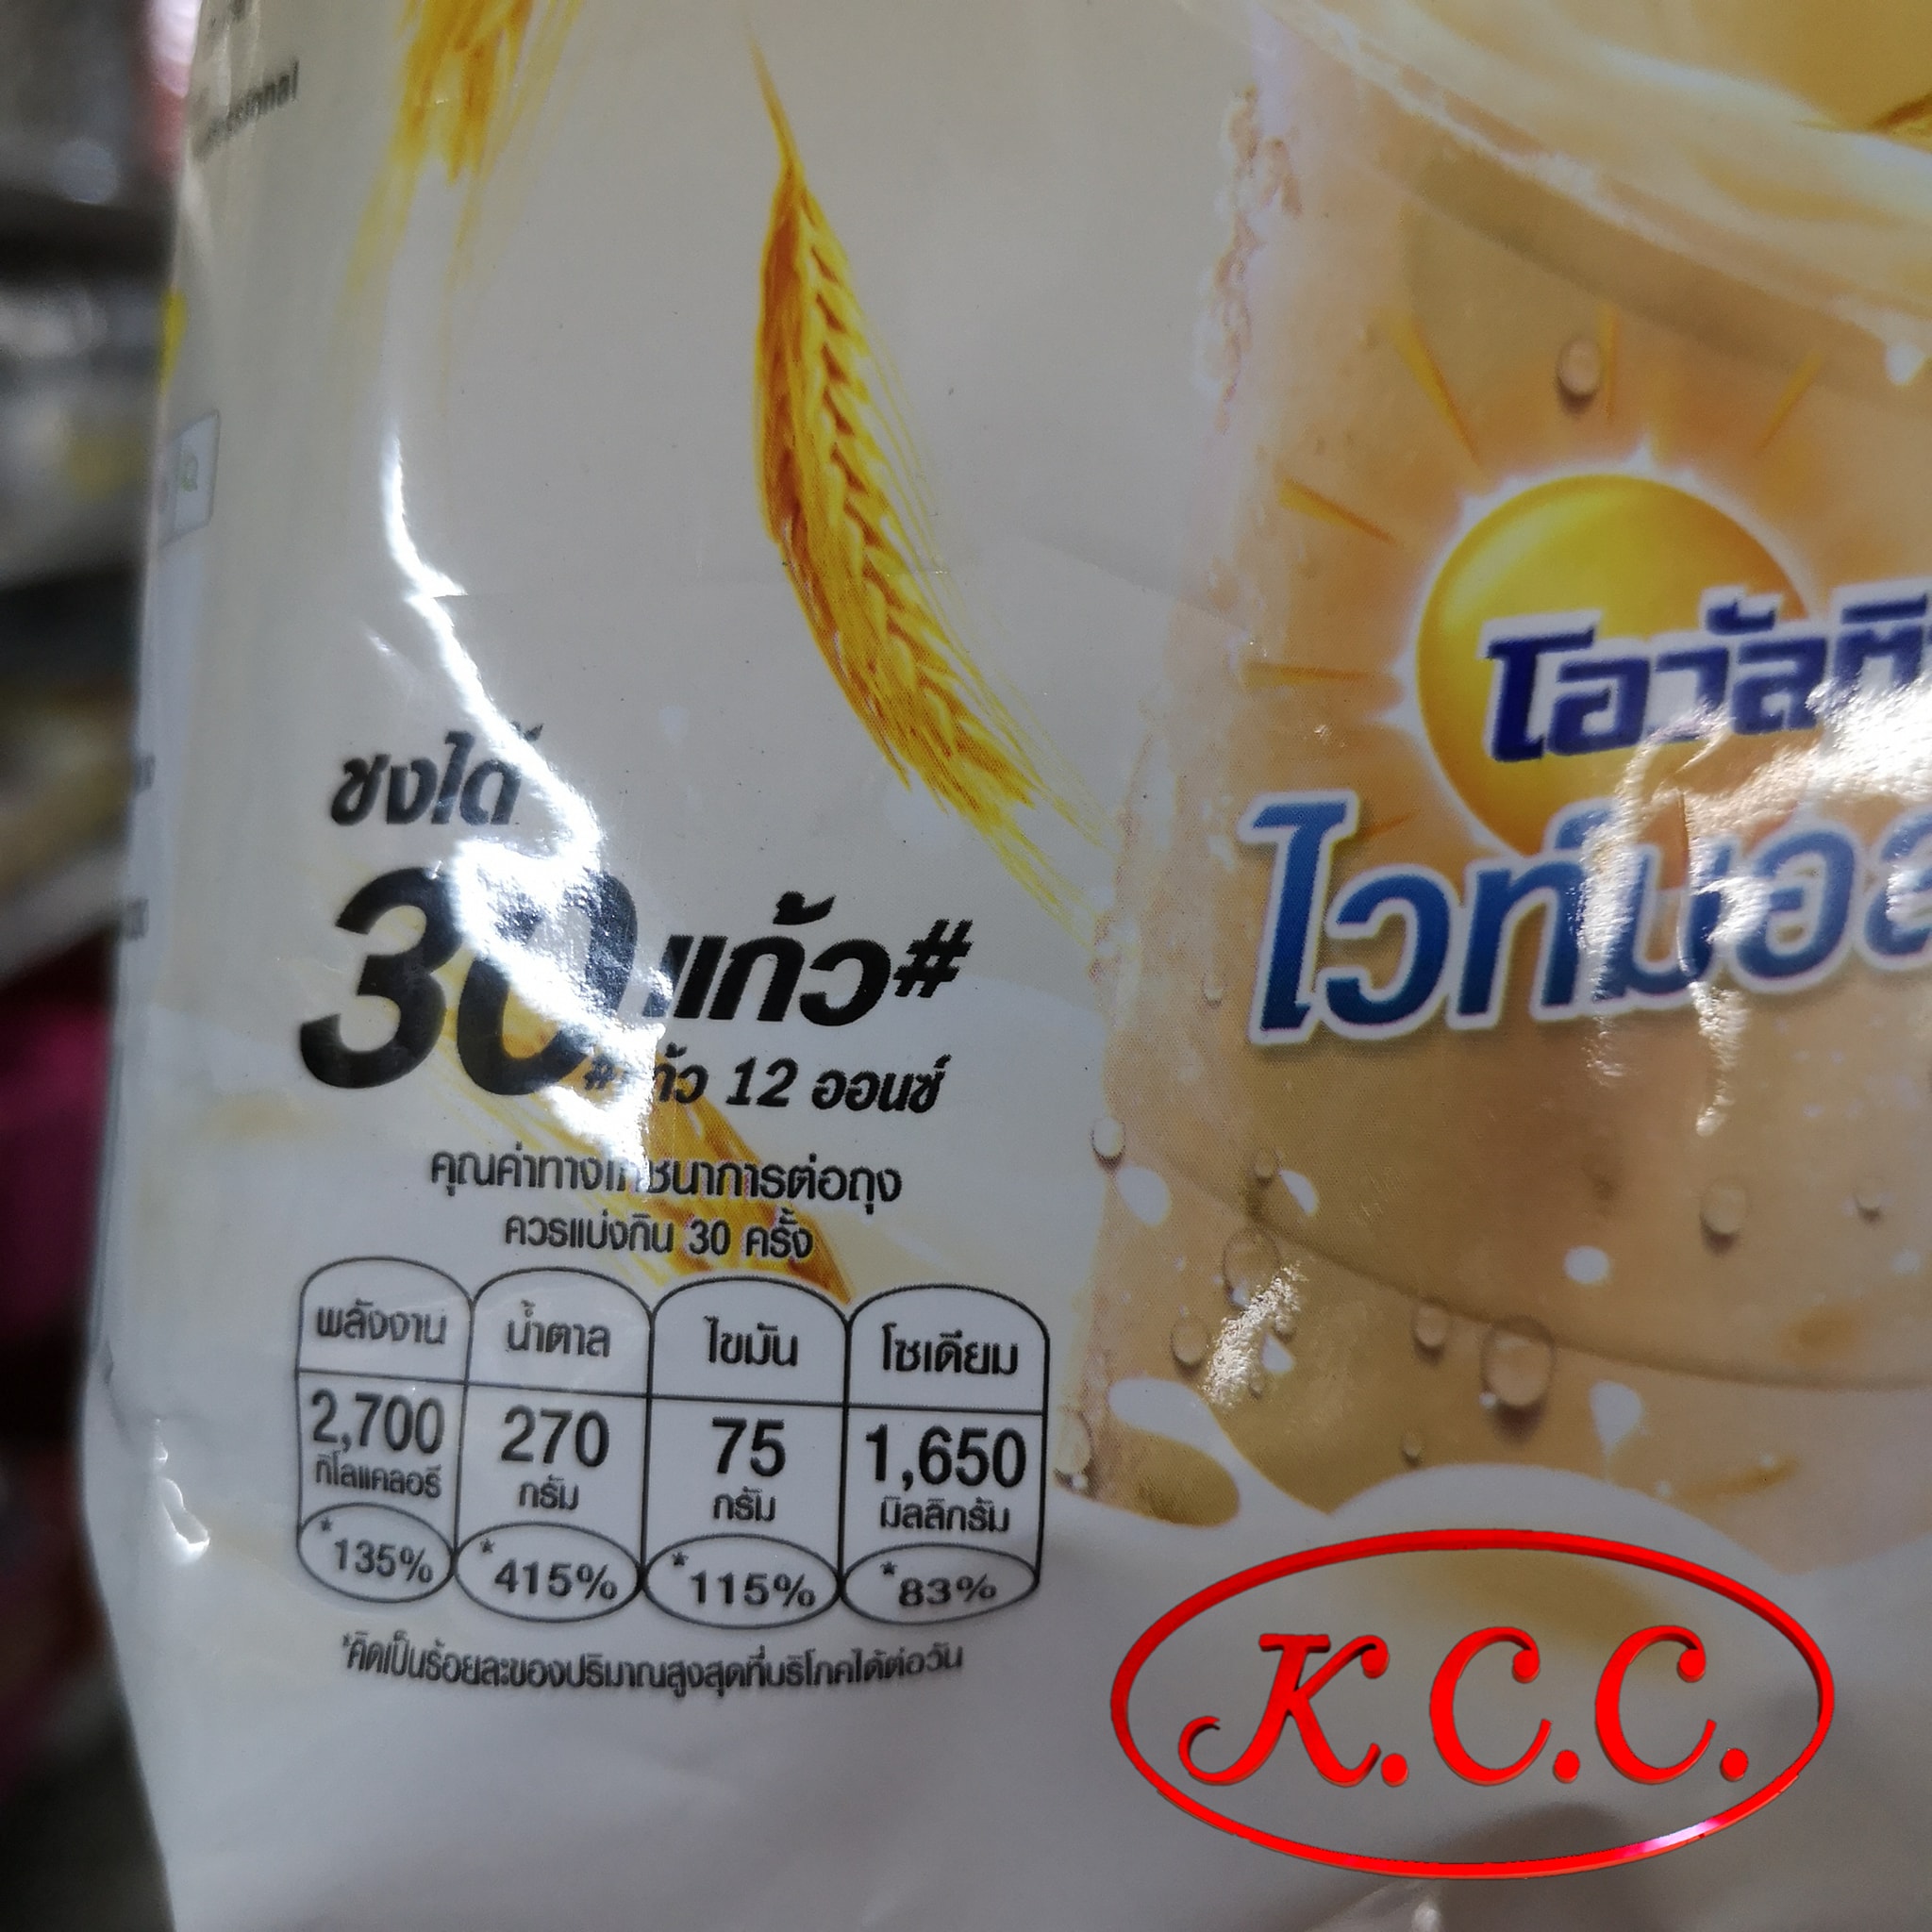 โอวัลติน
ชงได้
30 แก้ว#
# แก้ว 12 ออนซ์
คุณค่าทางโภชนาการต่อถุง
ควรแบ่งกิน 30 ครั้ง
พลังงาน น้ำตาล ไขมัน โซเดียม
2,700 270 75 1,650
กิโลแคลอรี กรัม กรัม มิลลิกรัม
*135% *415% *115% *83%
*คิดเป็นร้อยละของปริมาณสูงสุดที่บริโภคได้ต่อวัน
K.C.C.